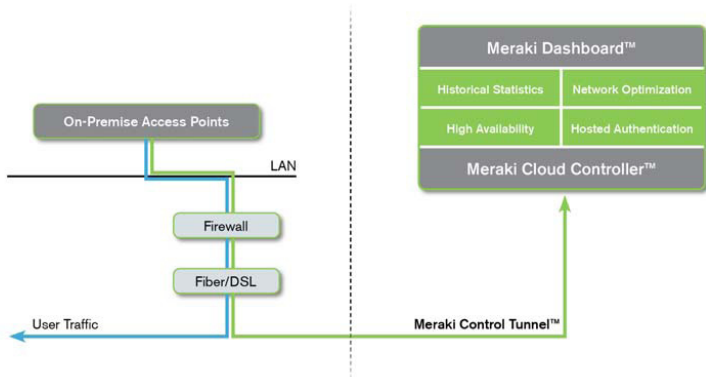 Meraki Dashboard™
Historical Statistics
Network Optimization
High Availability
Hosted Authentication
Meraki Cloud Controller™
On-Premise Access Points
LAN
Firewall
Fiber/DSL
User Traffic
Meraki Control Tunnel™